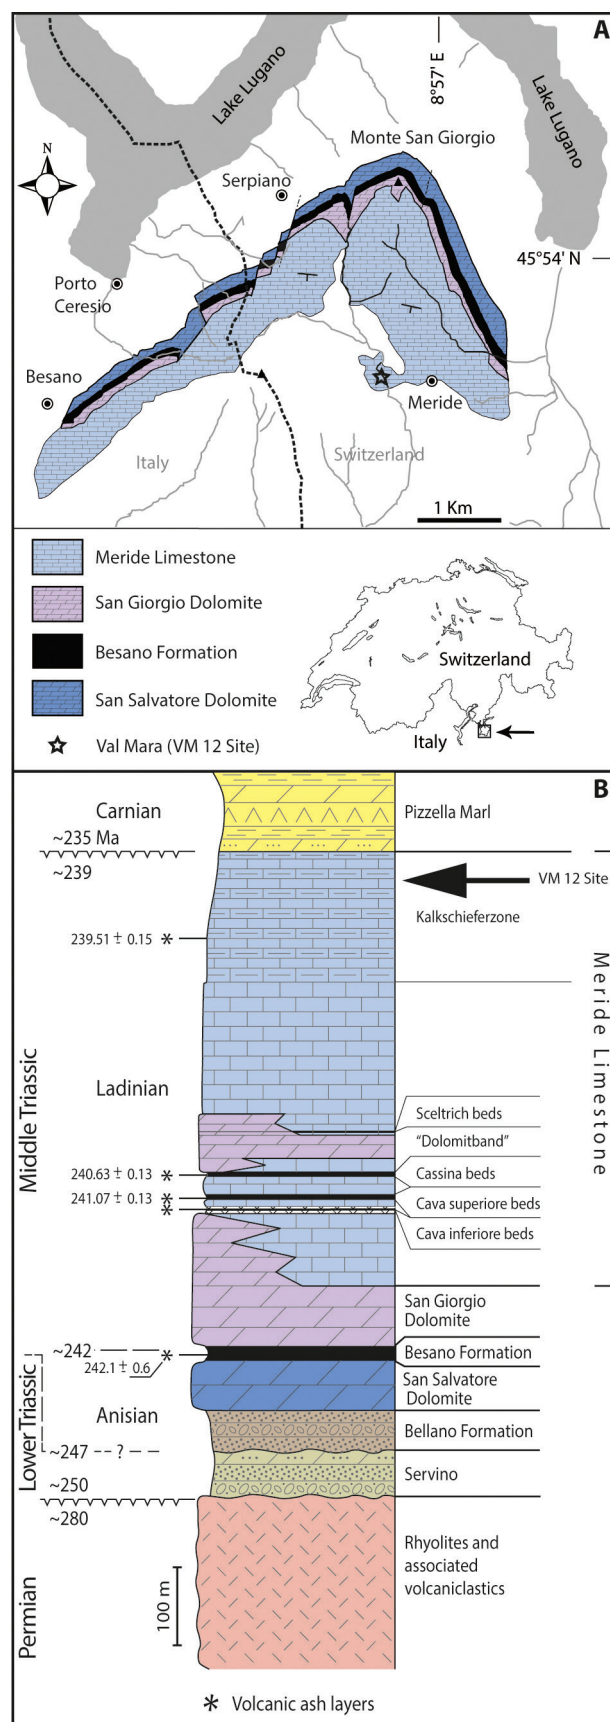 A
Lake Lugano
8°57' E
Lake Lugano
N
Monte San Giorgio
Serpiano
45°54' N
Porto
Ceresio
Besano
Meride
Italy
Switzerland
1 Km
Meride Limestone
San Giorgio Dolomite
Besano Formation
San Salvatore Dolomite
Val Mara (VM 12 Site)
Switzerland
Italy
B
Carnian
Pizzella Marl
~235 Ma
~239
VM 12 Site
Kalkschieferzone
239.51 ± 0.15 *
Meride Limestone
Middle Triassic
Ladinian
Sceltrich beds
"Dolomitband"
240.63 ± 0.13 *
Cassina beds
241.07 ± 0.13 *
Cava superiore beds
*
Cava inferiore beds
San Giorgio
Dolomite
~242
Besano Formation
242.1 ± 0.6 *
San Salvatore
Dolomite
Lower Triassic
Anisian
Bellano Formation
~247 ?
Servino
~250
~280
Permian
Rhyolites and
associated
volcaniclastics
100 m
* Volcanic ash layers